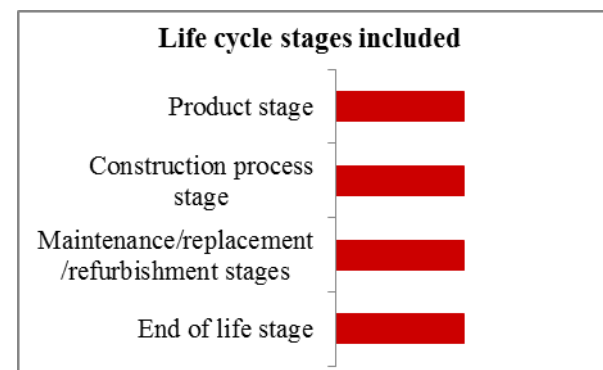 Life cycle stages included
Product stage
Construction process
stage
Maintenance/replacement
/refurbishment stages
End of life stage